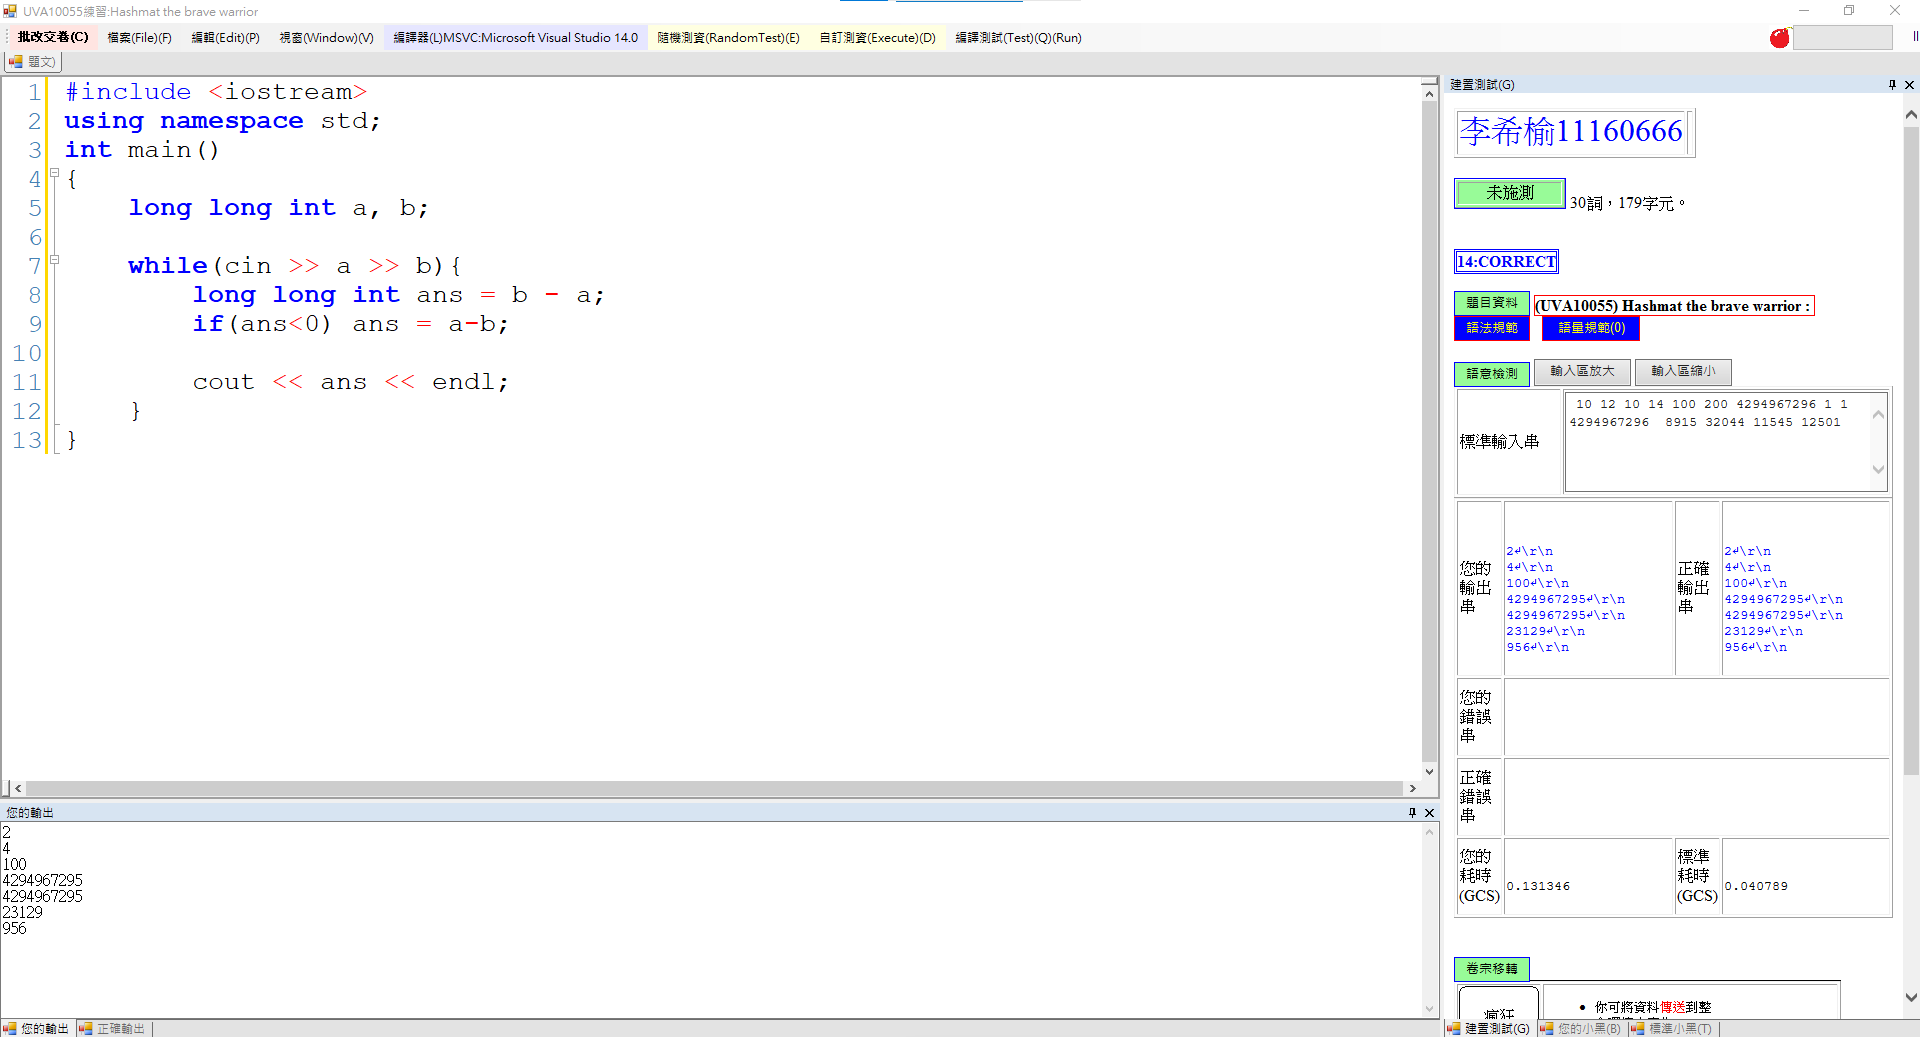 UVA10055練習:Hashmat the brave warrior
批改交卷(C) 檔案(File)(F) 編輯(Edit)(P) 視窗(Window)(V) 編譯器(L)MSVC:Microsoft Visual Studio 14.0 隨機測資(RandomTest)(E) 自訂測資(Execute)(D) 編譯測試(Test)(Q)(Run)
題文)
1 #include <iostream>
2 using namespace std;
3 int main()
4 {
5 long long int a, b;
6
7 while(cin >> a >> b){
8 long long int ans = b - a;
9 if(ans<0) ans = a-b;
10
11 cout << ans << endl;
12 }
13 }
您的輸出
2
4
100
4294967295
4294967295
23129
956
您的輸出 正確輸出
建置測試(G)
李希榆11160666
未施測 30詞，179字元。
14:CORRECT
題目資料 (UVA10055) Hashmat the brave warrior :
語法規範 語量規範(0)
語意檢測 輸入區放大 輸入區縮小
標準輸入串
10 12 10 14 100 200 4294967296 1 1
4294967296 8915 32044 11545 12501
您的輸出串
2↲\r\n
4↲\r\n
100↲\r\n
4294967295↲\r\n
4294967295↲\r\n
23129↲\r\n
956↲\r\n
正確輸出串
2↲\r\n
4↲\r\n
100↲\r\n
4294967295↲\r\n
4294967295↲\r\n
23129↲\r\n
956↲\r\n
您的錯誤串
正確錯誤串
您的耗時(GCS) 0.131346 標準耗時(GCS) 0.040789
卷宗移轉
瘋狂
• 你可將資料傳送到整
建置測試(G) 您的小黑(B) 標準小黑(T)